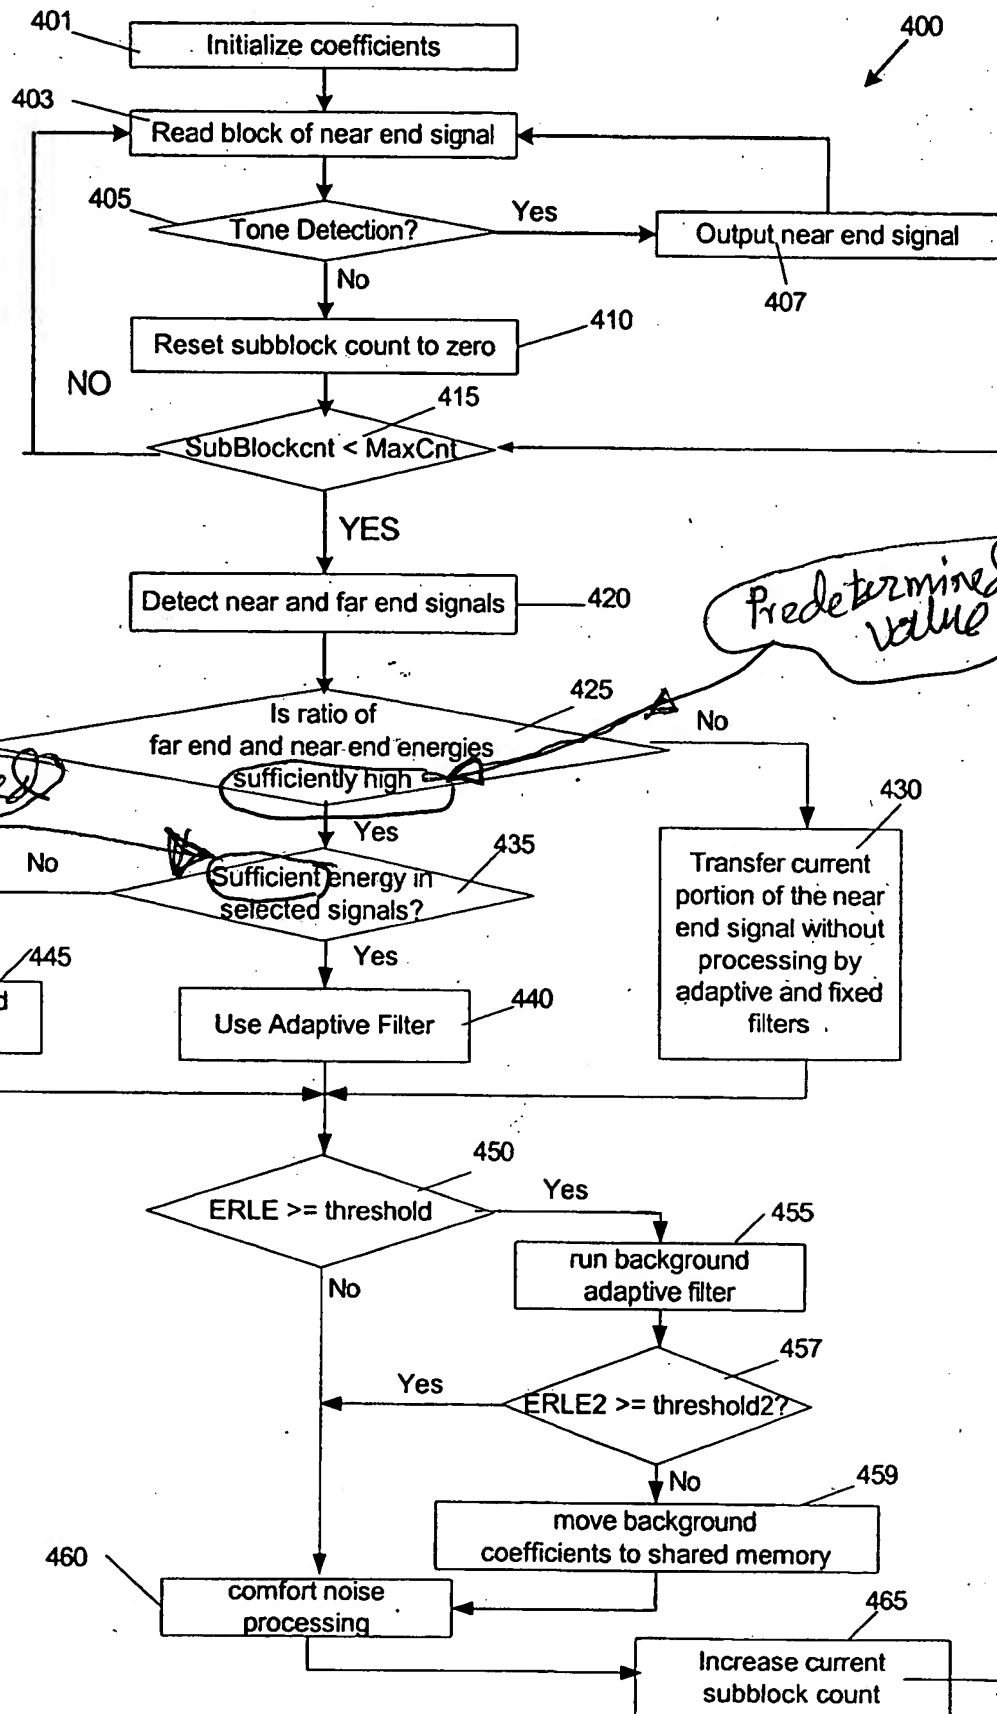 401
Initialize coefficients
400
403
Read block of near end signal
405
Tone Detection?
Yes
Output near end signal
407
No
Reset subblock count to zero
410
NO
415
SubBlockcnt < MaxCnt
YES
Detect near and far end signals
420
Predetermined
value
425
Is ratio of
far end and near end energies
sufficiently high
No
Yes
430
Transfer current
portion of the near
end signal without
processing by
adaptive and fixed
filters
No
435
Sufficient energy in
selected signals?
Yes
445
d
Use Adaptive Filter
440
450
ERLE >= threshold
Yes
455
run background
adaptive filter
No
457
ERLE2 >= threshold2?
Yes
No
459
move background
coefficients to shared memory
460
comfort noise
processing
465
Increase current
subblock count